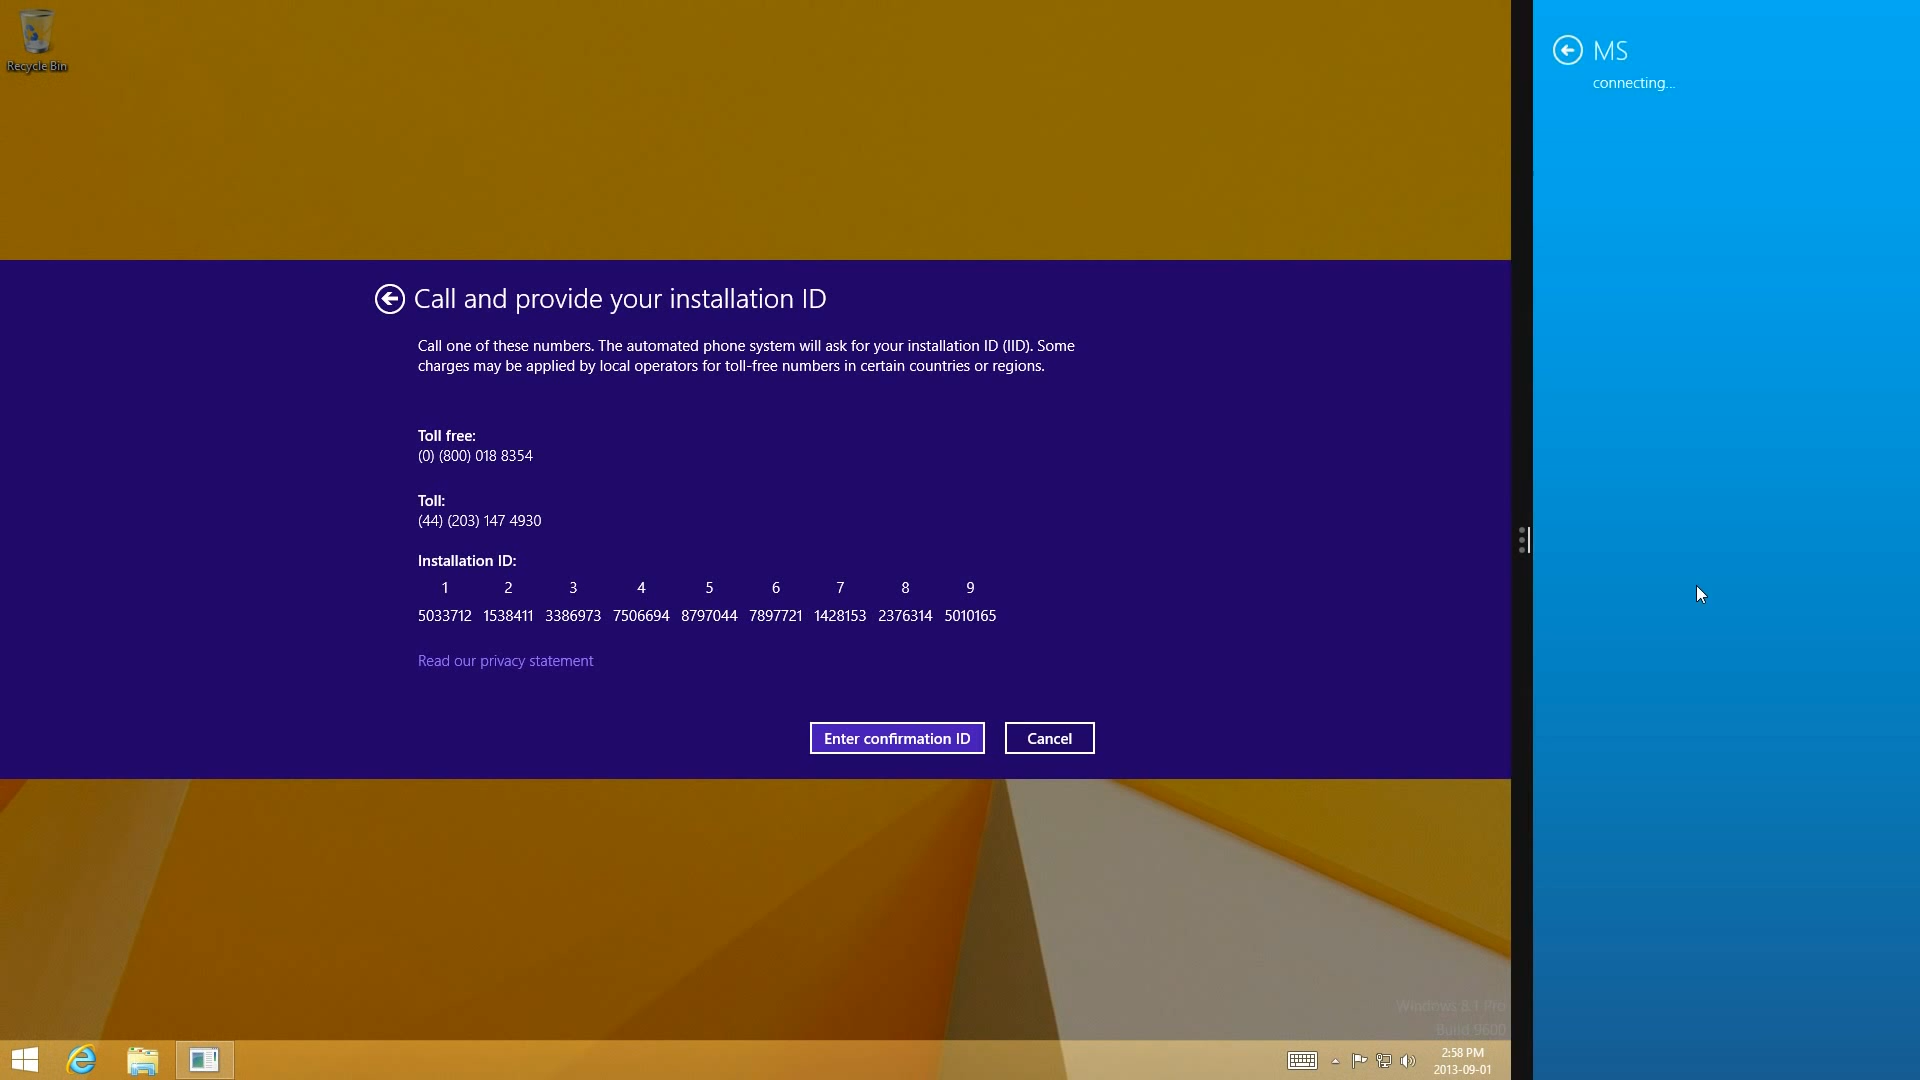 Recycle Bin
Call and provide your installation ID
Call one of these numbers. The automated phone system will ask for your installation ID (IID). Some
charges may be applied by local operators for toll-free numbers in certain countries or regions.
Toll free:
(0) (800) 018 8354
Toll:
(44) (203) 147 4930
Installation ID:
1 2 3 4 5 6 7 8 9
5033712 1538411 3386973 7506694 8797044 7897721 1428153 2376314 5010165
Read our privacy statement
Enter confirmation ID
Cancel
Windows 8.1 Pro
Build 9600
2:58 PM
2013-09-01
MS
connecting...